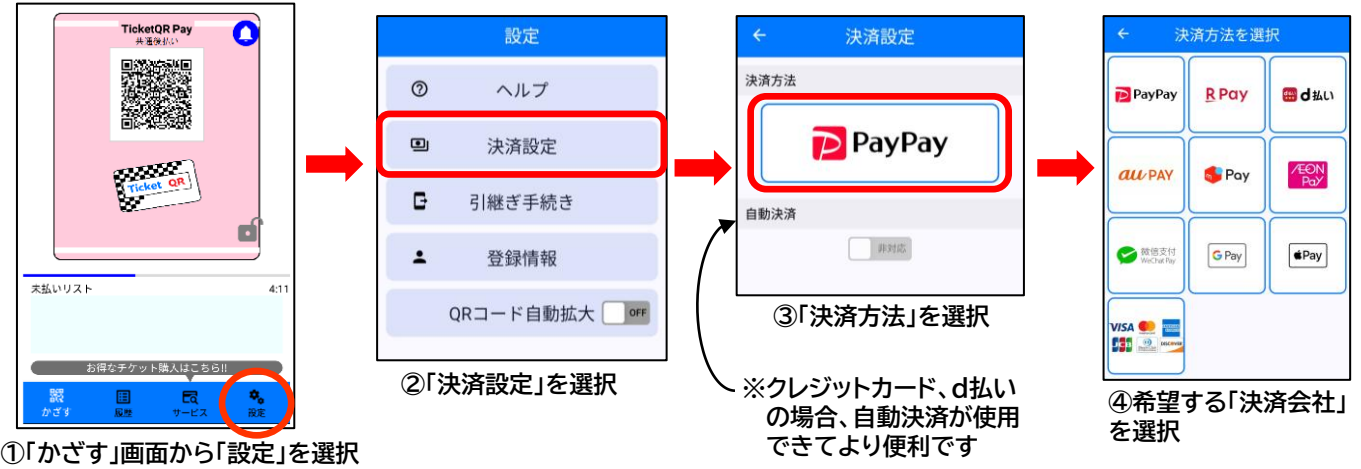 TicketQR Pay
共通後払い
Ticket QR
未払いリスト 4:11
お得なチケット購入はこちら!!
かざす 履歴 サービス 設定
①「かざす」画面から「設定」を選択
設定
ヘルプ
決済設定
引継ぎ手続き
登録情報
QRコード自動拡大 OFF
②「決済設定」を選択
決済設定
決済方法
PayPay
自動決済
非対応
③「決済方法」を選択
※クレジットカード、d払い
の場合、自動決済が使用
できてより便利です
決済方法を選択
PayPay R Pay d払い
au PAY Pay ÆON Pay
微信支付 WeChat Pay G Pay Pay
VISA
JCB DISCOVER
④希望する「決済会社」
を選択